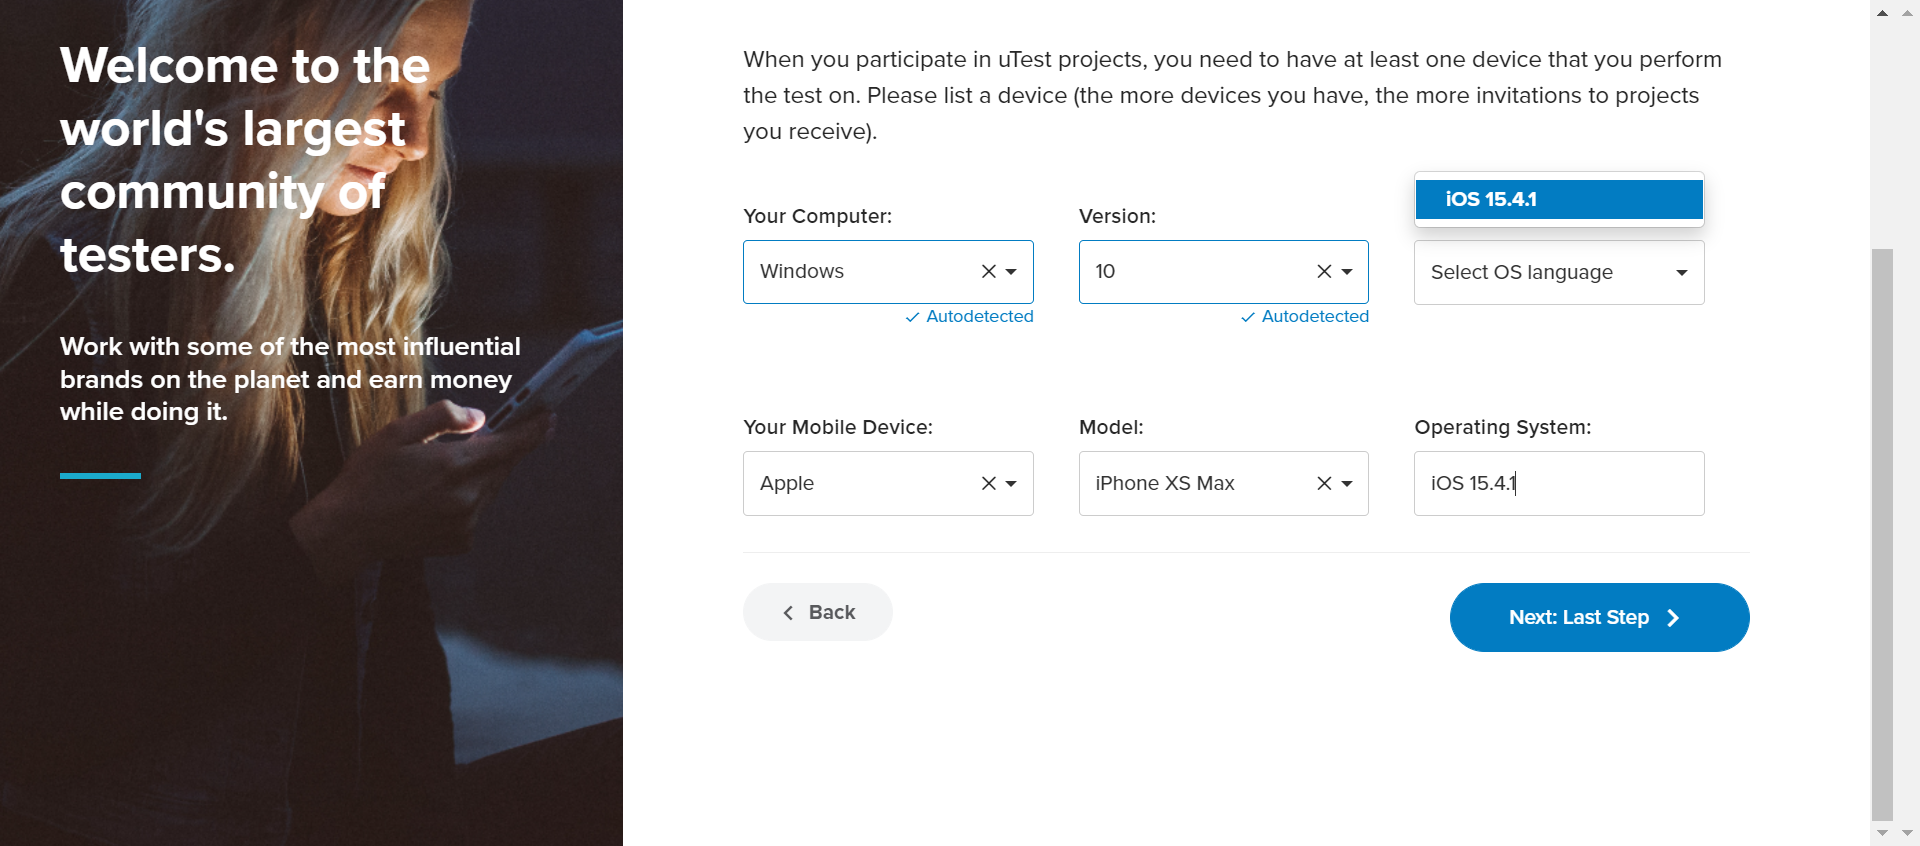 Welcome to the
world's largest
community of
testers.
Work with some of the most influential
brands on the planet and earn money
while doing it.
When you participate in uTest projects, you need to have at least one device that you perform
the test on. Please list a device (the more devices you have, the more invitations to projects
you receive).
iOS 15.4.1
Your Computer:
Version:
Windows
10
Select OS language
Autodetected
Autodetected
Your Mobile Device:
Model:
Operating System:
Apple
iPhone XS Max
iOS 15.4.1
Back
Next: Last Step